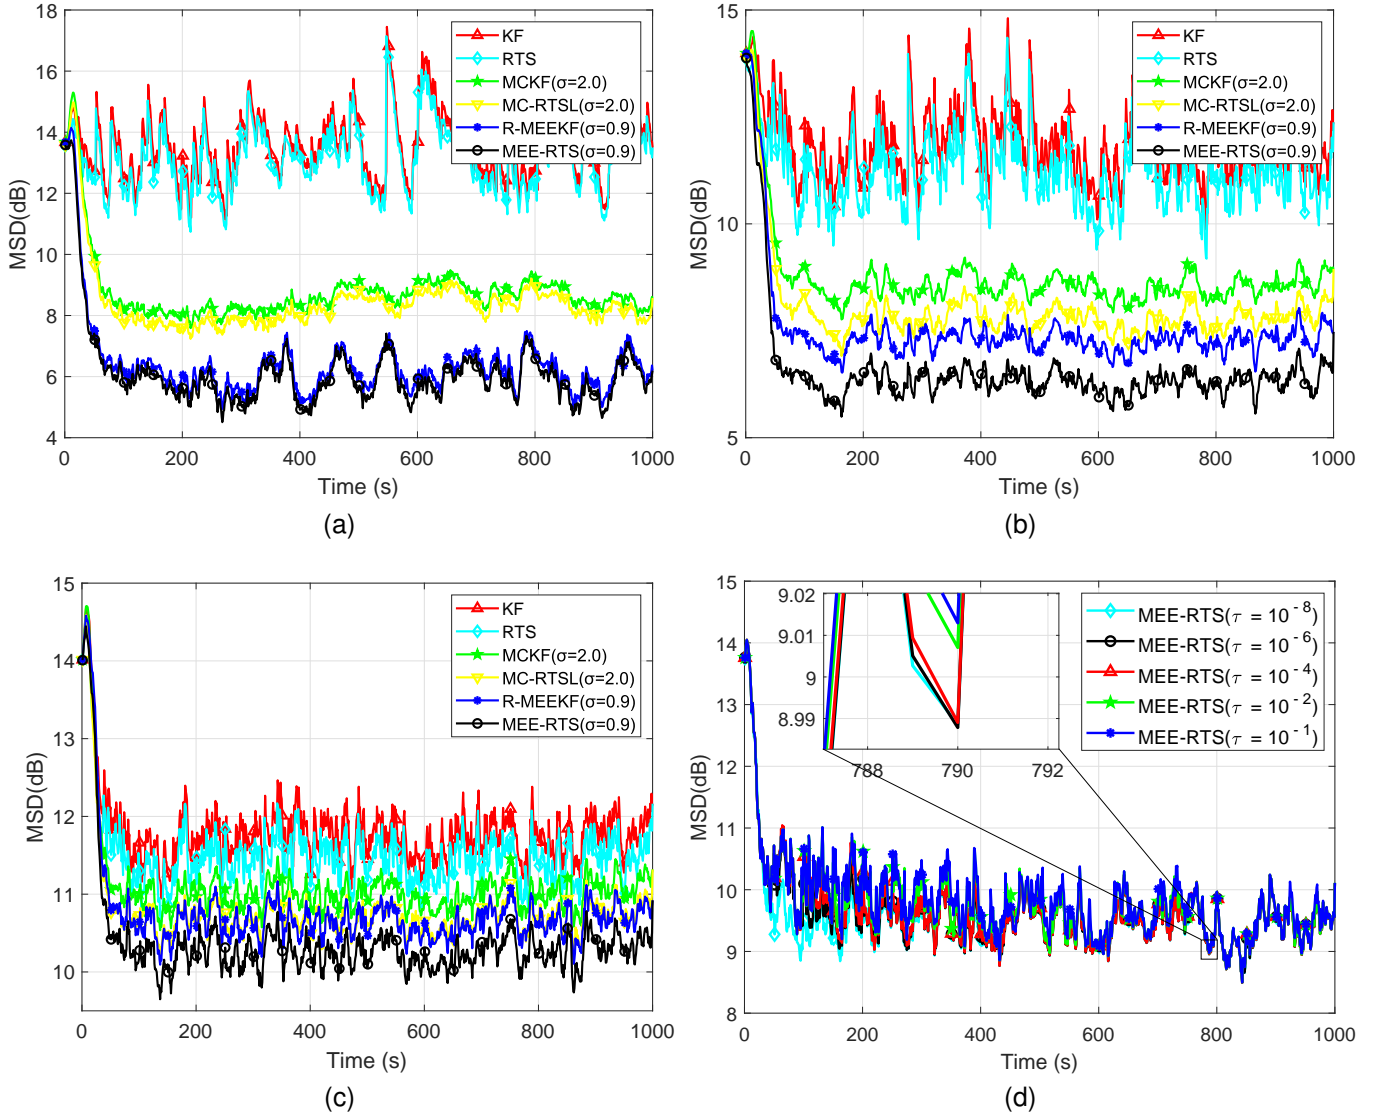 18
16
14
12
10
8
6
4
MSD(dB)
KF
RTS
MCKF(σ=2.0)
MC-RTSL(σ=2.0)
R-MEEKF(σ=0.9)
MEE-RTS(σ=0.9)
0 200 400 600 800 1000
Time (s)
(a)
15
10
5
MSD(dB)
KF
RTS
MCKF(σ=2.0)
MC-RTSL(σ=2.0)
R-MEEKF(σ=0.9)
MEE-RTS(σ=0.9)
0 200 400 600 800 1000
Time (s)
(b)
15
14
13
12
11
10
MSD(dB)
KF
RTS
MCKF(σ=2.0)
MC-RTSL(σ=2.0)
R-MEEKF(σ=0.9)
MEE-RTS(σ=0.9)
0 200 400 600 800 1000
Time (s)
(c)
15
14
13
12
11
10
9
8
MSD(dB)
9.02
9.01
9
8.99
788 790 792
MEE-RTS(τ = 10⁻⁸)
MEE-RTS(τ = 10⁻⁶)
MEE-RTS(τ = 10⁻⁴)
MEE-RTS(τ = 10⁻²)
MEE-RTS(τ = 10⁻¹)
0 200 400 600 800 1000
Time (s)
(d)